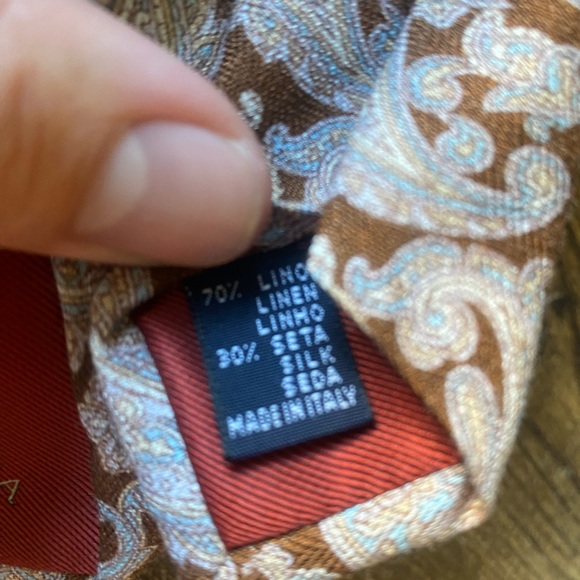 70% LINO
LINEN
LINHO
30% SETA
SILK
SEDA
MADE IN ITALY
A